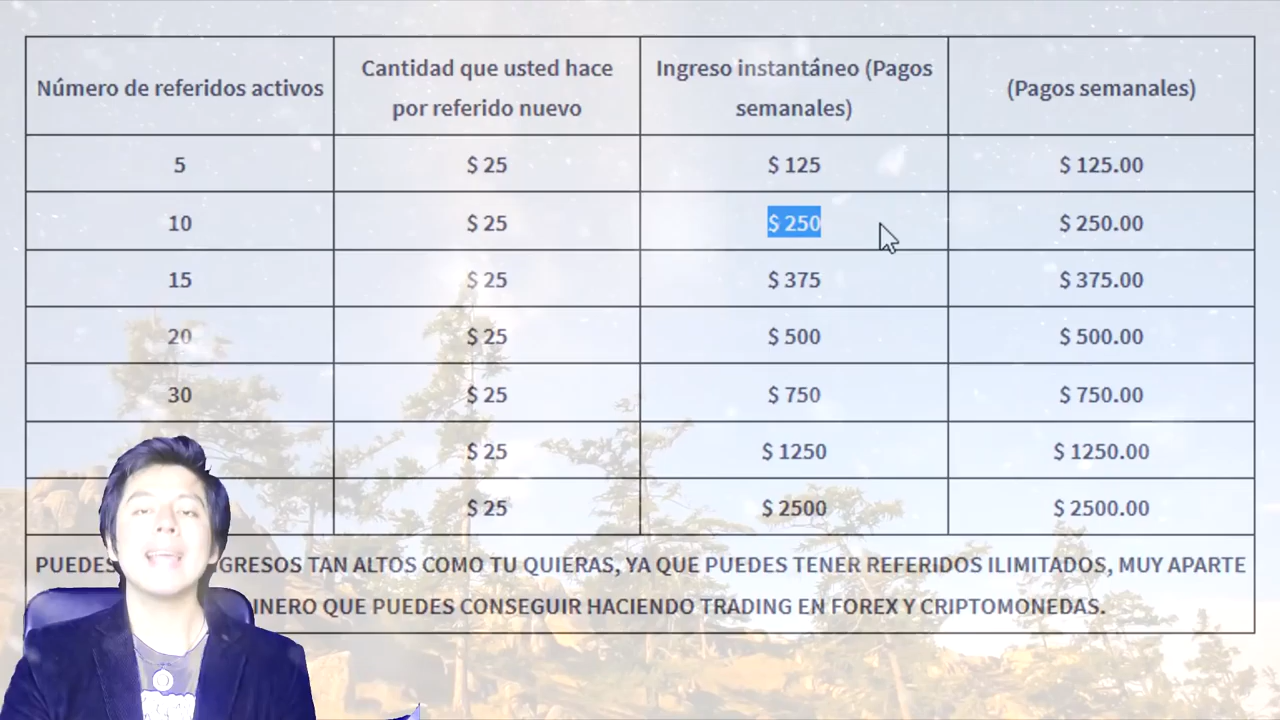 Número de referidos activos
Cantidad que usted hace
por referido nuevo
Ingreso instantáneo (Pagos
semanales)
(Pagos semanales)
5 $ 25 $ 125 $ 125.00
10 $ 25 $ 250 $ 250.00
15 $ 25 $ 375 $ 375.00
20 $ 25 $ 500 $ 500.00
30 $ 25 $ 750 $ 750.00
$ 25 $ 1250 $ 1250.00
$ 25 $ 2500 $ 2500.00
PUEDES TAN ALTOS COMO TU QUIERAS, YA QUE PUEDES TENER REFERIDOS ILIMITADOS, MUY APARTE
QUE PUEDES CONSEGUIR HACIENDO TRADING EN FOREX Y CRIPTOMONEDAS.